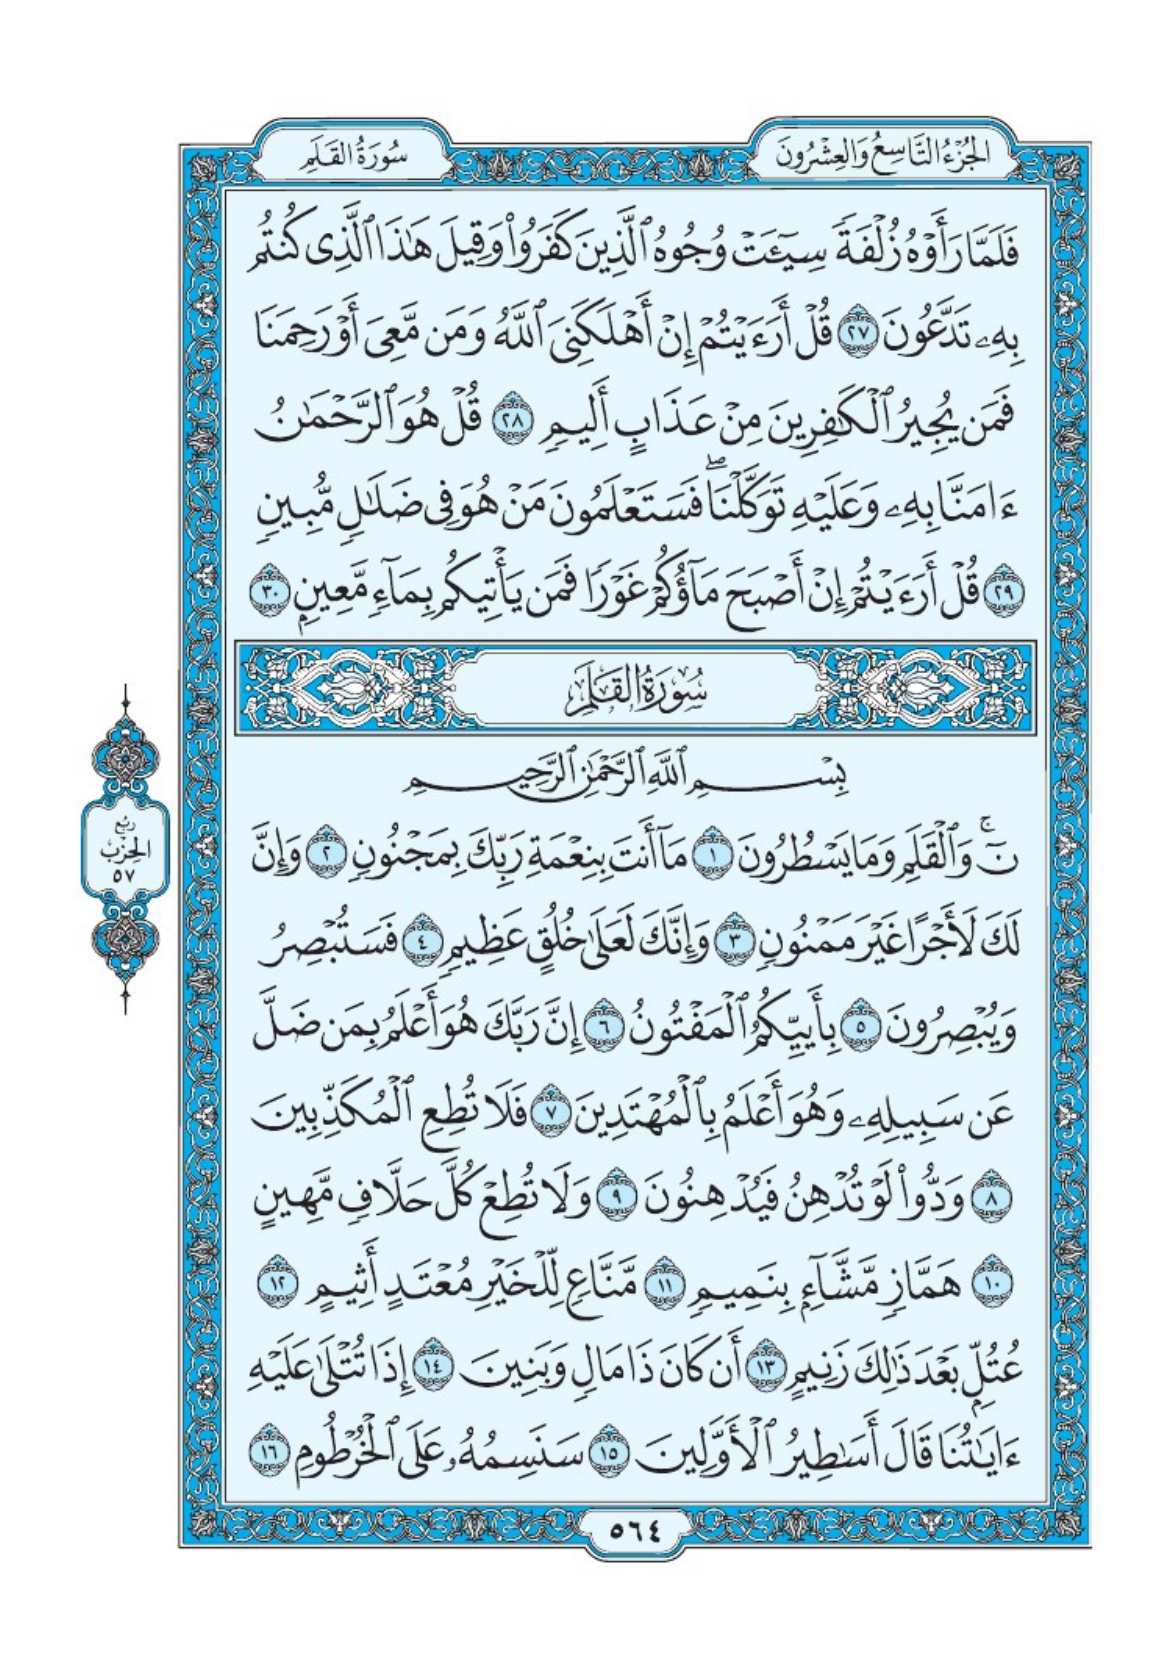 الجُزْءُ التَّاسِعُ وَالعِشْرُونَ
سُورَةُ القَلَمِ
فَلَمَّا رَأَوْهُ زُلْفَةً سِيٓـَٔتْ وُجُوهُ ٱلَّذِينَ كَفَرُوا۟ وَقِيلَ هَـٰذَا ٱلَّذِى كُنتُم
بِهِۦ تَدَّعُونَ ٢٧ قُلْ أَرَءَيْتُمْ إِنْ أَهْلَكَنِىَ ٱللَّهُ وَمَن مَّعِىَ أَوْ رَحِمَنَا
فَمَن يُجِيرُ ٱلْكَـٰفِرِينَ مِنْ عَذَابٍ أَلِيمٍ ٢٨ قُلْ هُوَ ٱلرَّحْمَـٰنُ
ءَامَنَّا بِهِۦ وَعَلَيْهِ تَوَكَّلْنَاۖ فَسَتَعْلَمُونَ مَنْ هُوَ فِى ضَلَـٰلٍ مُّبِينٍ
٢٩ قُلْ أَرَءَيْتُمْ إِنْ أَصْبَحَ مَآؤُكُمْ غَوْرًا فَمَن يَأْتِيكُم بِمَآءٍ مَّعِينٍۭ ٣٠
سُورَةُ القَلَمِ
بِسْمِ ٱللَّهِ ٱلرَّحْمَـٰنِ ٱلرَّحِيمِ
نٓۚ وَٱلْقَلَمِ وَمَا يَسْطُرُونَ ١ مَآ أَنتَ بِنِعْمَةِ رَبِّكَ بِمَجْنُونٍ ٢ وَإِنَّ
لَكَ لَأَجْرًا غَيْرَ مَمْنُونٍ ٣ وَإِنَّكَ لَعَلَىٰ خُلُقٍ عَظِيمٍ ٤ فَسَتُبْصِرُ
وَيُبْصِرُونَ ٥ بِأَييِّكُمُ ٱلْمَفْتُونُ ٦ إِنَّ رَبَّكَ هُوَ أَعْلَمُ بِمَن ضَلَّ
عَن سَبِيلِهِۦ وَهُوَ أَعْلَمُ بِٱلْمُهْتَدِينَ ٧ فَلَا تُطِعِ ٱلْمُكَذِّبِينَ
٨ وَدُّوا۟ لَوْ تُدْهِنُ فَيُدْهِنُونَ ٩ وَلَا تُطِعْ كُلَّ حَلَّافٍ مَّهِينٍ
١٠ هَمَّازٍ مَّشَّآءٍۭ بِنَمِيمٍ ١١ مَّنَّاعٍ لِّلْخَيْرِ مُعْتَدٍ أَثِيمٍ ١٢
عُتُلٍّۭ بَعْدَ ذَٰلِكَ زَنِيمٍ ١٣ أَن كَانَ ذَا مَالٍ وَبَنِينَ ١٤ إِذَا تُتْلَىٰ عَلَيْهِ
ءَايَـٰتُنَا قَالَ أَسَـٰطِيرُ ٱلْأَوَّلِينَ ١٥ سَنَسِمُهُۥ عَلَى ٱلْخُرْطُومِ ١٦
رُبع
الحِزْب
٥٧
٥٦٤